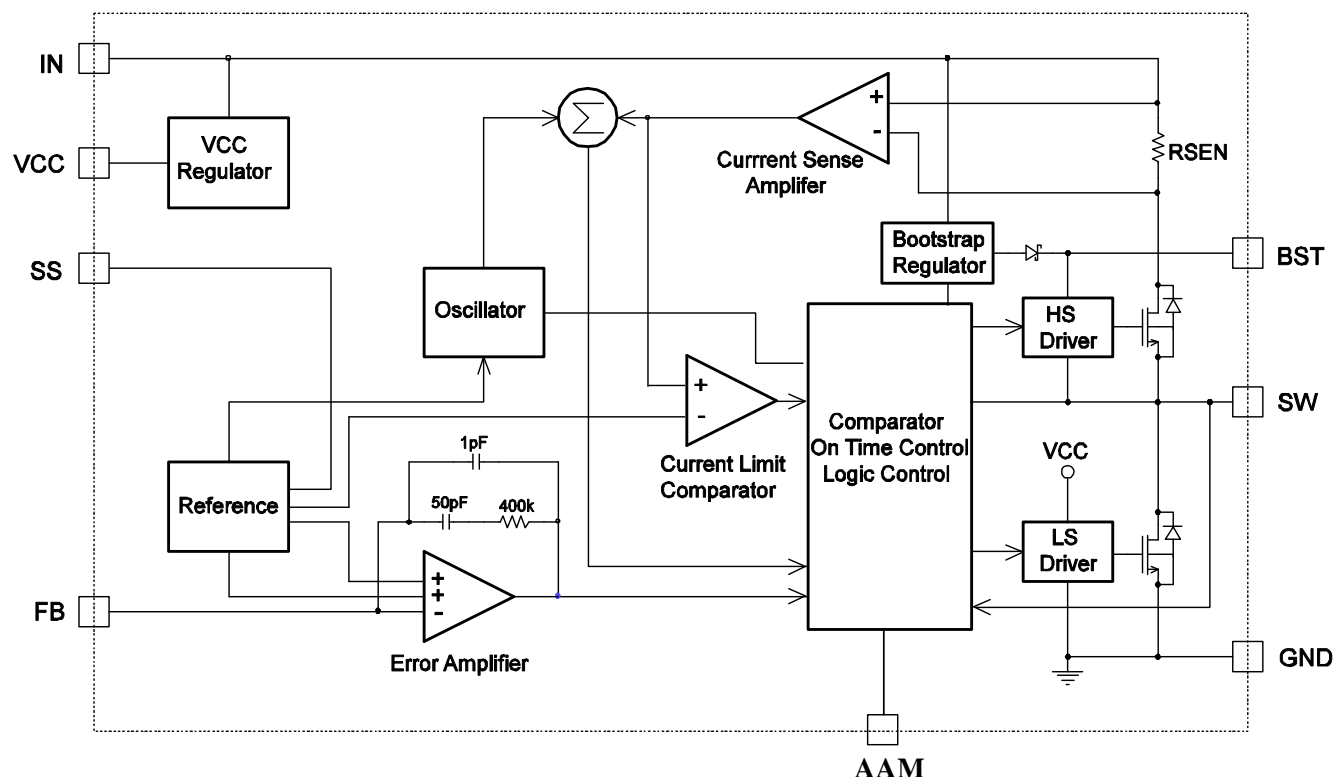 IN
VCC
Regulator
VCC
SS
Σ
+
-
Currrent Sense
Amplifer
RSEN
Bootstrap
Regulator
BST
Oscillator
HS
Driver
+
-
Current Limit
Comparator
Comparator
On Time Control
Logic Control
SW
VCC
1pF
50pF
400k
Reference
LS
Driver
FB
+
+
-
Error Amplifier
GND
AAM